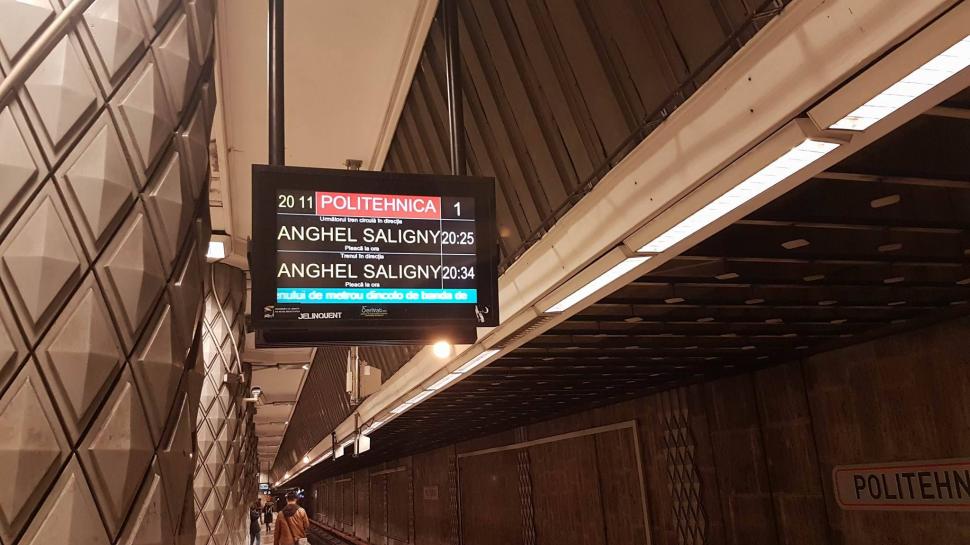 20 11 POLITEHNICA 1
Următorul tren circulă în direcția
ANGHEL SALIGNY 20:25
Pleacă la ora
Trenul în direcția
ANGHEL SALIGNY 20:34
Pleacă la ora
enului de metrou dincolo de banda de
JELINQUENT
POLITEHN